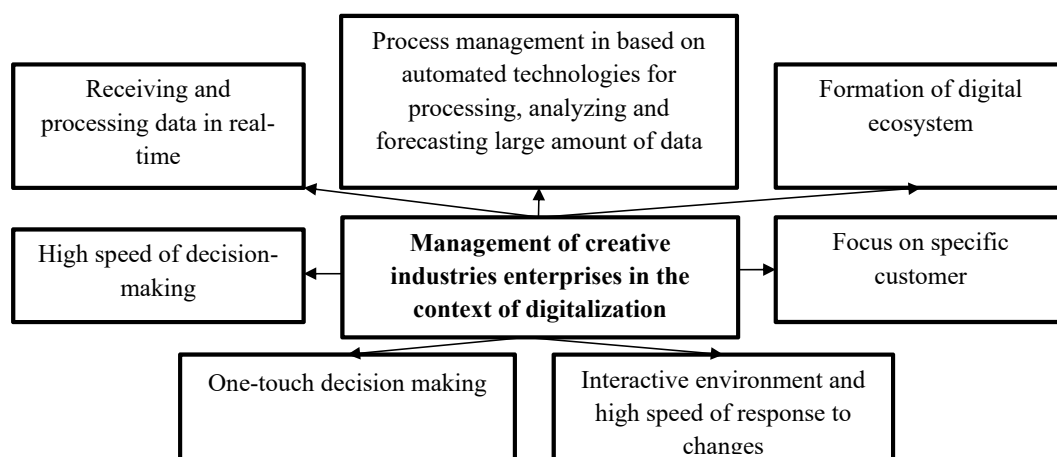 Process management in based on
automated technologies for
processing, analyzing and
forecasting large amount of data
Receiving and
processing data in real-
time
Formation of digital
ecosystem
High speed of decision-
making
Management of creative
industries enterprises in the
context of digitalization
Focus on specific
customer
One-touch decision making
Interactive environment and
high speed of response to
changes